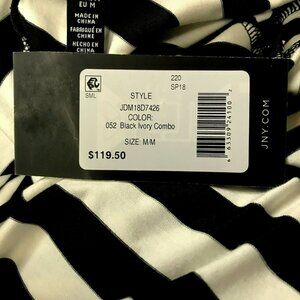 EU M
MADE IN
CHINA
FABRIQUÉ EN
CHINE
HECHO EN
CHINA
SML
STYLE
220
SP18
JDM18D7426
COLOR:
052 Black Ivory Combo
SIZE: M/M
$119.50
JNY.COM